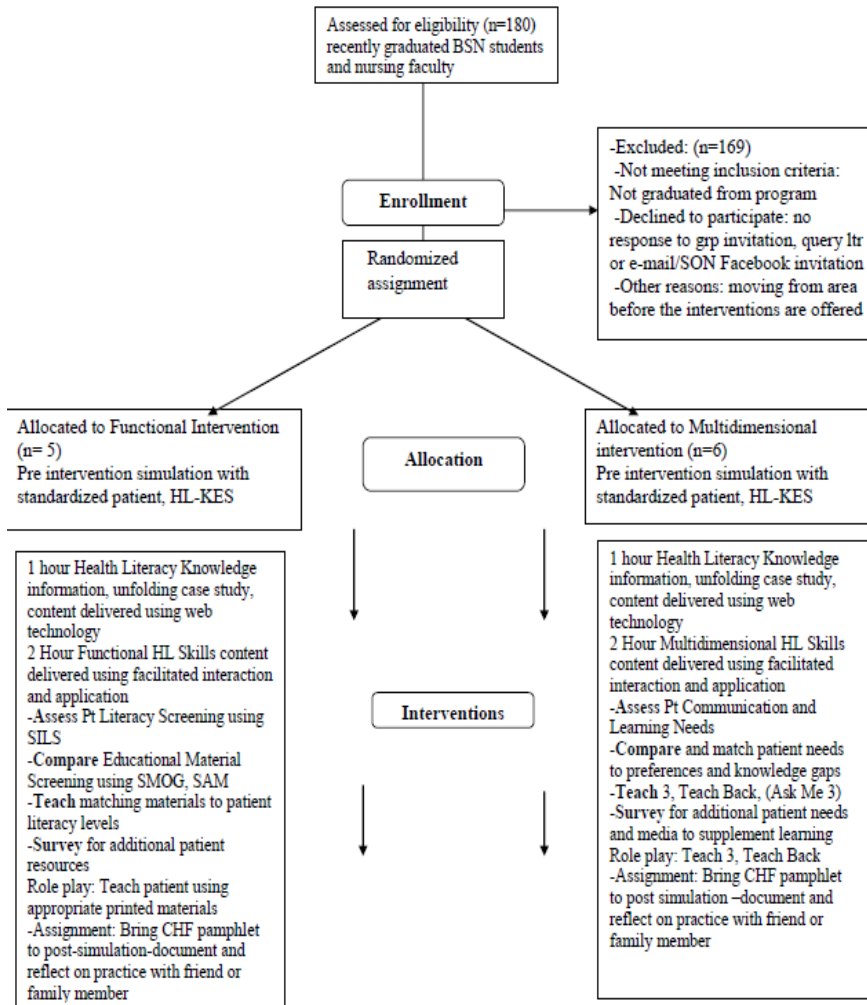 Assessed for eligibility (n=180)
recently graduated BSN students
and nursing faculty
-Excluded: (n=169)
-Not meeting inclusion criteria:
Not graduated from program
-Declined to participate: no
response to grp invitation, query ltr
or e-mail/SON Facebook invitation
-Other reasons: moving from area
before the interventions are offered
Enrollment
Randomized
assignment
Allocated to Functional Intervention
(n= 5)
Pre intervention simulation with
standardized patient, HL-KES
Allocation
Allocated to Multidimensional
intervention (n=6)
Pre intervention simulation with
standardized patient, HL-KES
1 hour Health Literacy Knowledge
information, unfolding case study,
content delivered using web
technology
2 Hour Functional HL Skills content
delivered using facilitated interaction
and application
-Assess Pt Literacy Screening using
SILS
-Compare Educational Material
Screening using SMOG, SAM
-Teach matching materials to patient
literacy levels
-Survey for additional patient
resources
Role play: Teach patient using
appropriate printed materials
-Assignment: Bring CHF pamphlet
to post-simulation-document and
reflect on practice with friend or
family member
Interventions
1 hour Health Literacy Knowledge
information, unfolding case study,
content delivered using web
technology
2 Hour Multidimensional HL Skills
content delivered using facilitated
interaction and application
-Assess Pt Communication and
Learning Needs
-Compare and match patient needs
to preferences and knowledge gaps
-Teach 3, Teach Back, (Ask Me 3)
-Survey for additional patient needs
and media to supplement learning
Role play: Teach 3, Teach Back
-Assignment: Bring CHF pamphlet
to post simulation –document and
reflect on practice with friend or
family member